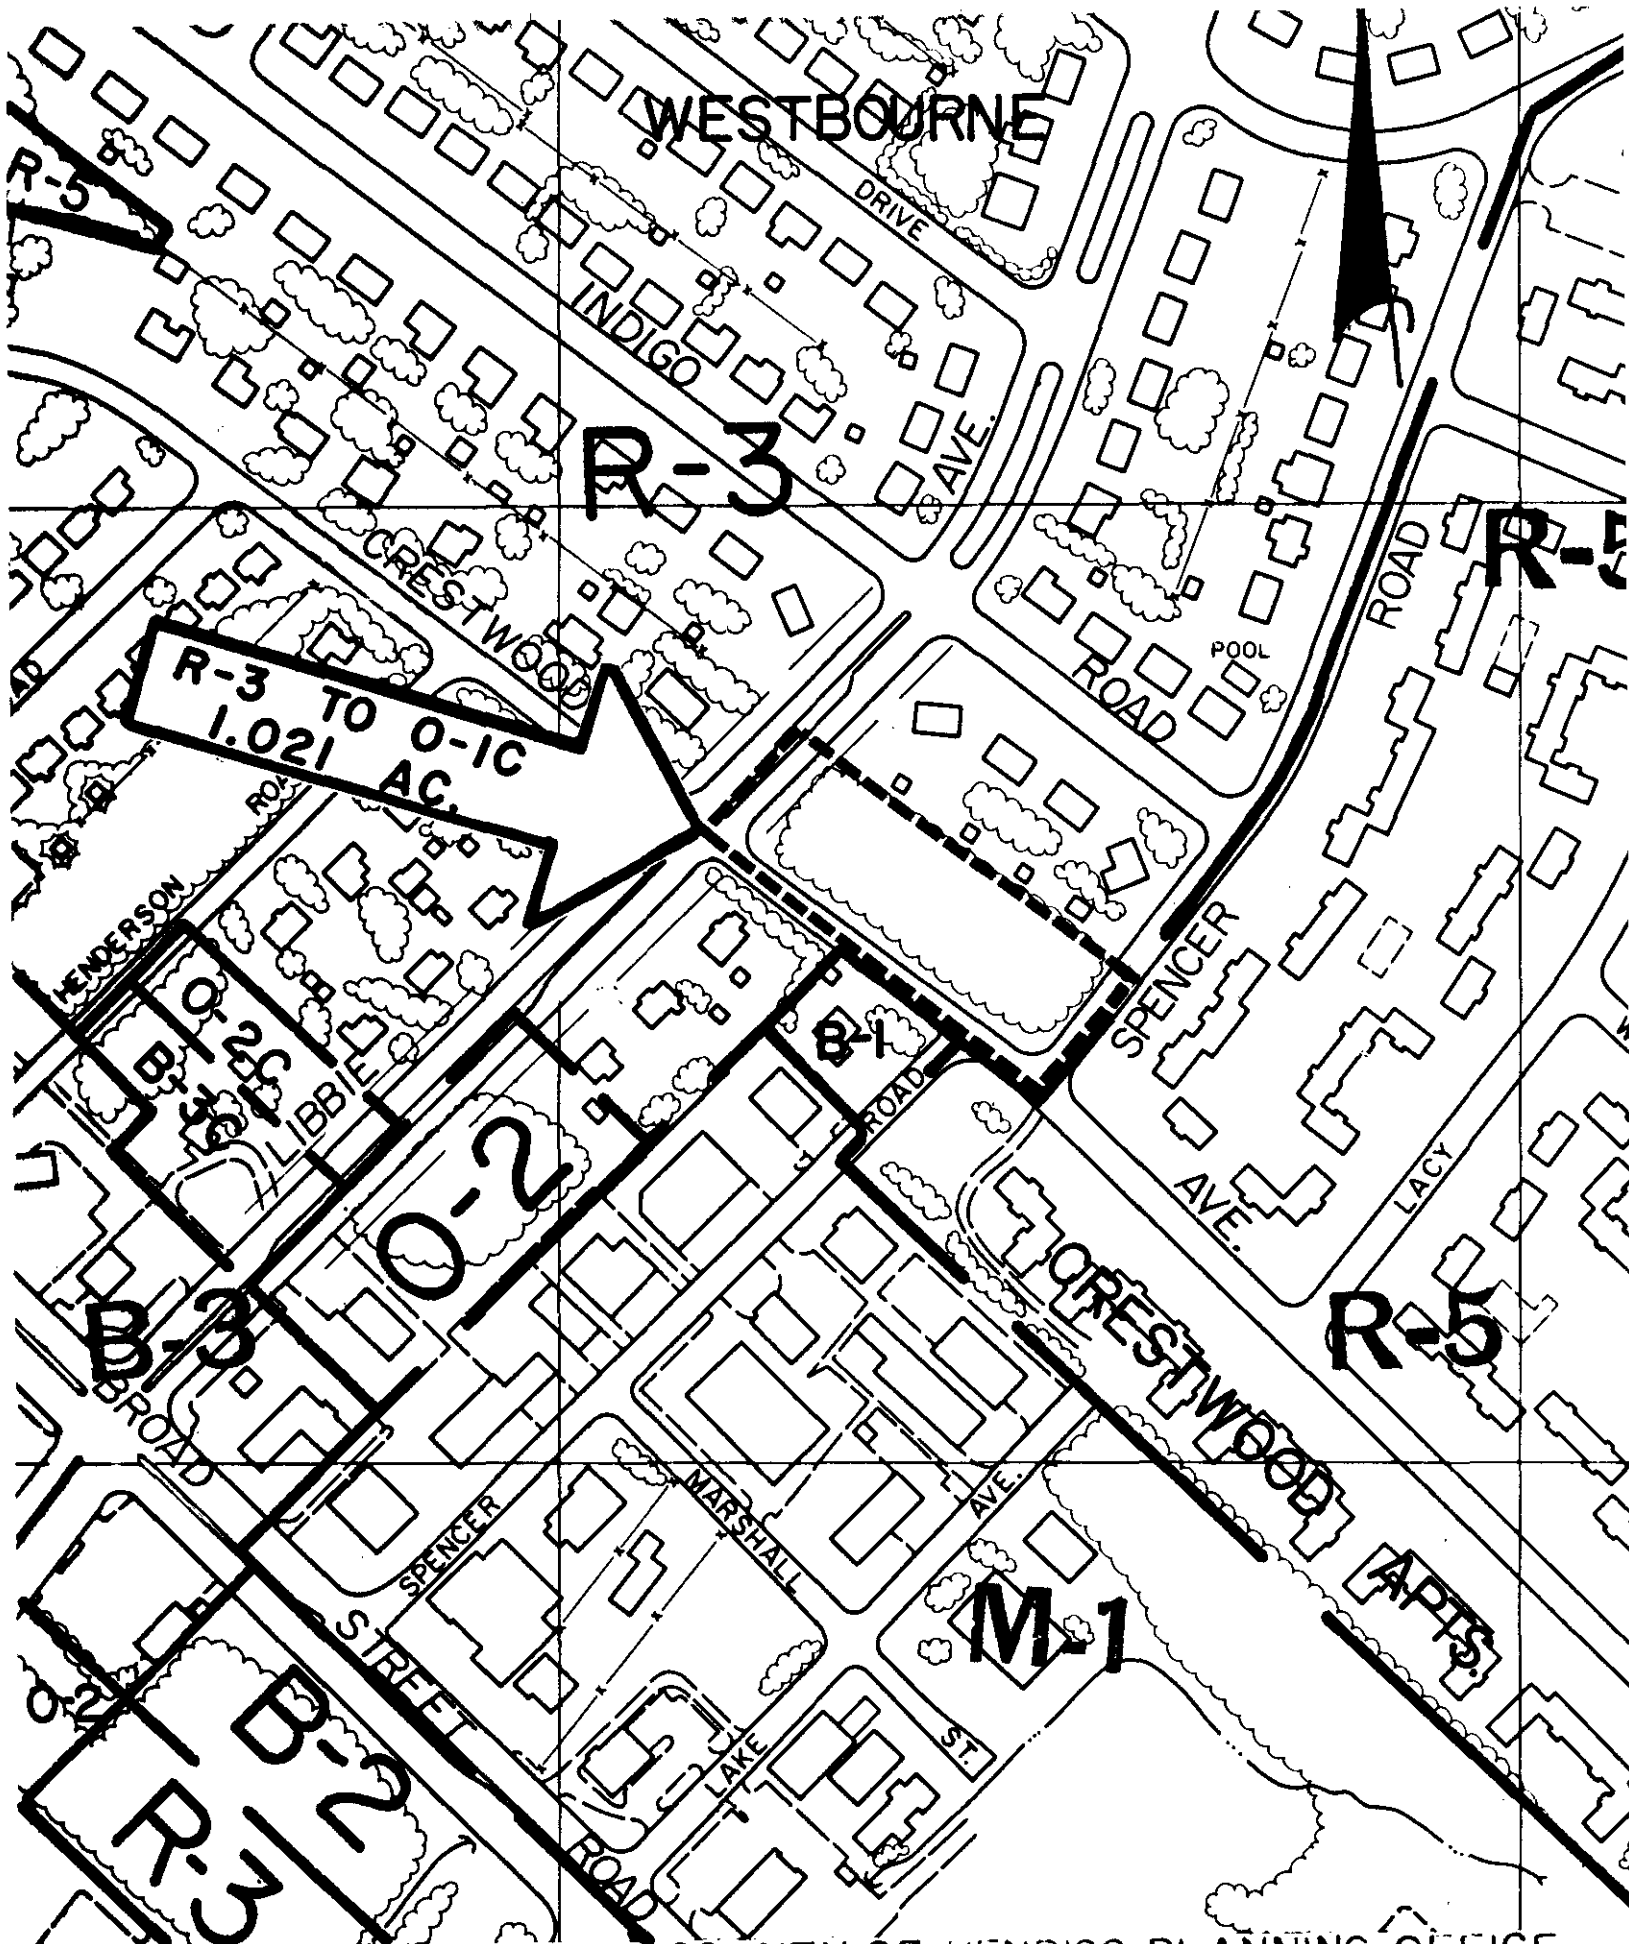 WESTBOURNE
R-5
DRIVE
INDIGO
R-3
AVE.
CRESTWOOD
R-5
ROAD
POOL
ROAD
R-3 TO O-1C
1.021 AC.
HENDERSON
SPENCER
O-2C
B-3C
LIBBIE
B-1
ROAD
O-2
LACY
AVE.
B-3
BROAD
CRESTWOOD APTS.
R-5
SPENCER
MARSHALL
AVE.
STREET
M-1
O-2
B-2
R-3
LAKE
ST.
ROAD